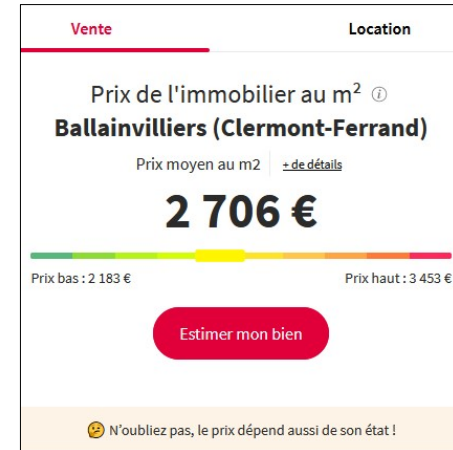 Vente
Location
Prix de l'immobilier au m² ⓘ
Ballainvilliers (Clermont-Ferrand)
Prix moyen au m2
+ de détails
2 706 €
Prix bas : 2 183 €
Prix haut : 3 453 €
Estimer mon bien
🤔 N'oubliez pas, le prix dépend aussi de son état !